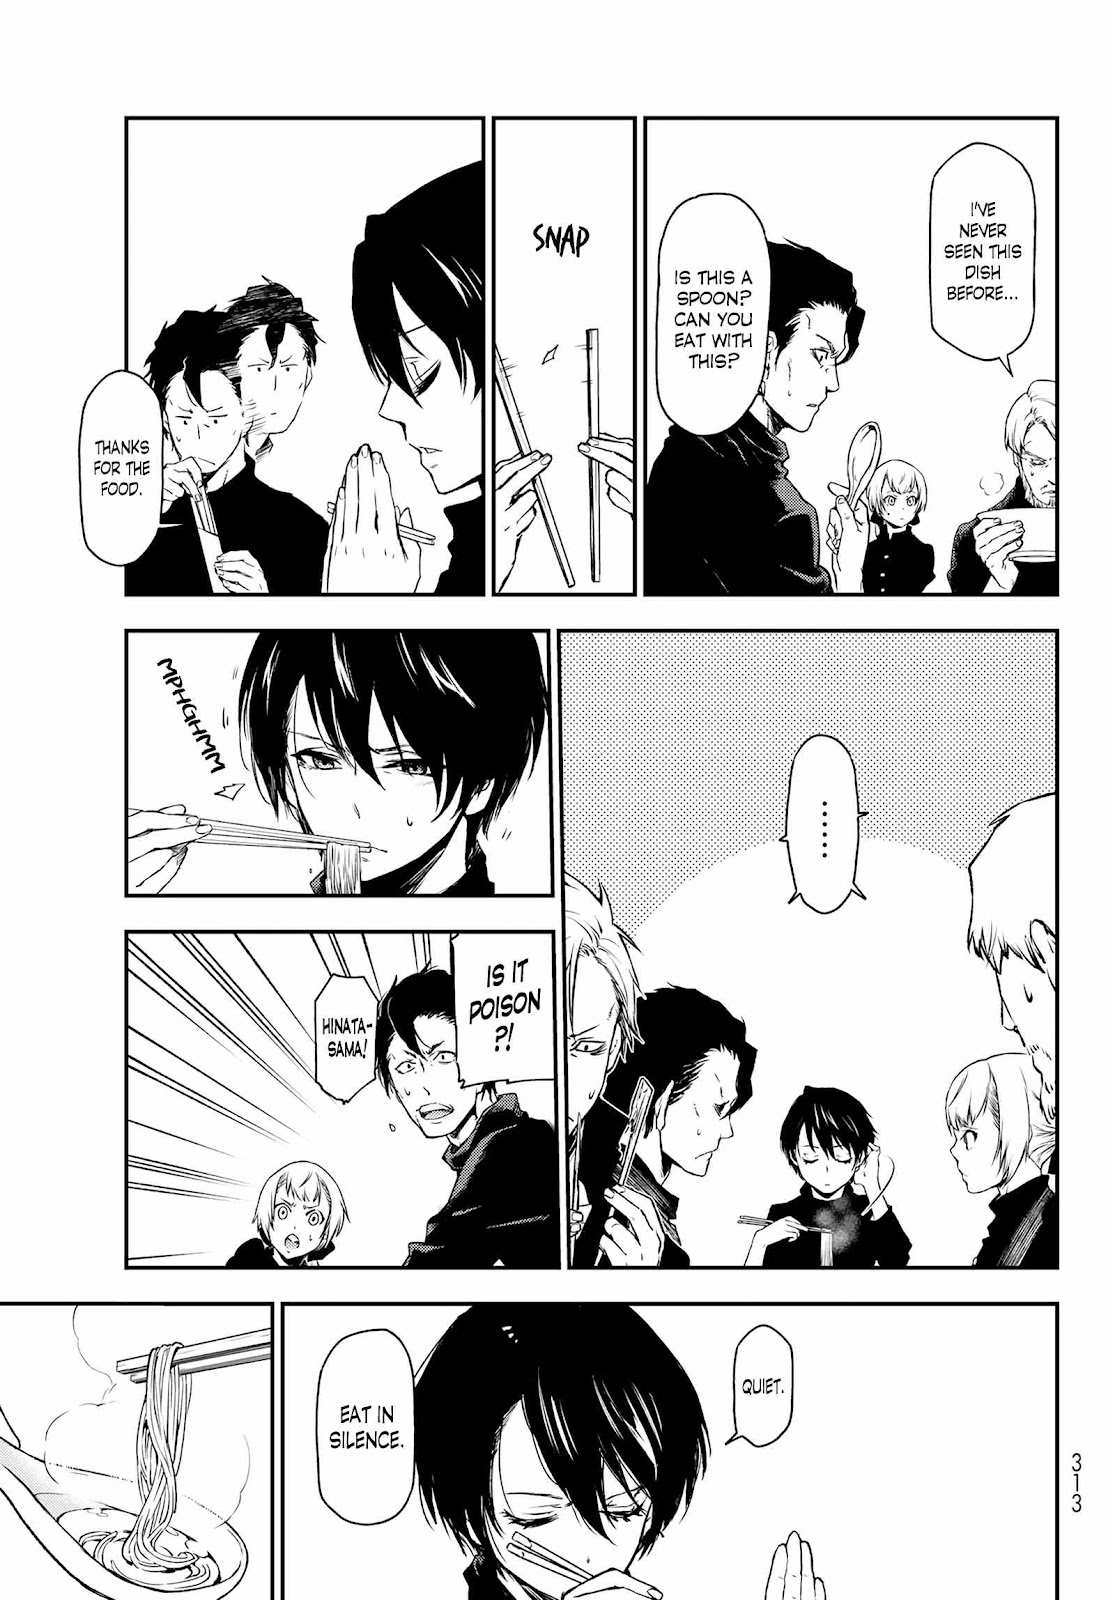 I'VE
NEVER
SEEN THIS
DISH
BEFORE...
IS THIS A
SPOON?
CAN YOU
EAT WITH
THIS?
SNAP
THANKS
FOR THE
FOOD.
......
MPHGHMM
IS IT
POISON
?!
HINATA-
SAMA!
QUIET.
EAT IN
SILENCE.
313